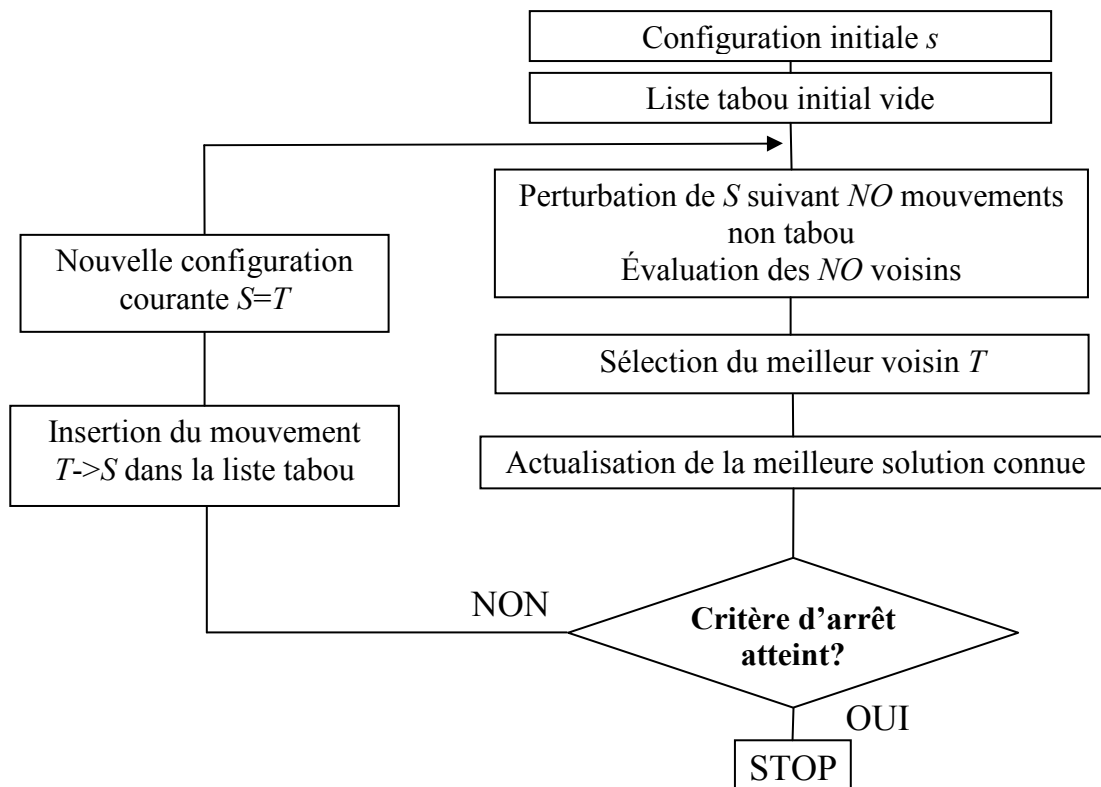 Configuration initiale s
Liste tabou initial vide
Perturbation de S suivant NO mouvements
non tabou
Évaluation des NO voisins
Sélection du meilleur voisin T
Actualisation de la meilleure solution connue
Critère d’arrêt
atteint?
NON
Insertion du mouvement
T->S dans la liste tabou
Nouvelle configuration
courante S=T
OUI
STOP